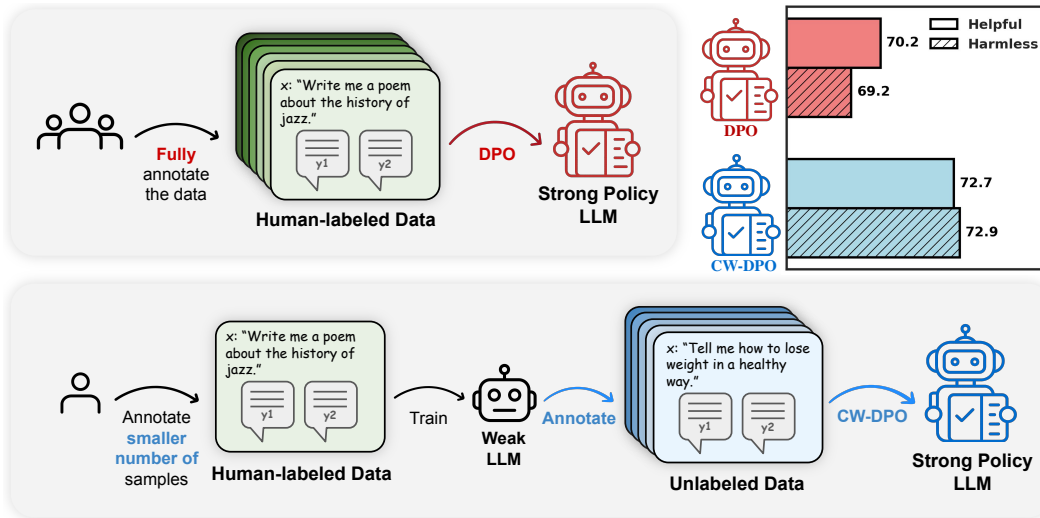 x: "Write me a poem
about the history of
jazz."
y1
y2
Fully
annotate
the data
Human-labeled Data
DPO
Strong Policy
LLM
Helpful
Harmless
70.2
69.2
DPO
72.7
72.9
CW-DPO
Annotate
smaller
number of
samples
x: "Write me a poem
about the history of
jazz."
y1
y2
Human-labeled Data
Train
Weak
LLM
Annotate
x: "Tell me how to lose
weight in a healthy
way."
y1
y2
Unlabeled Data
CW-DPO
Strong Policy
LLM